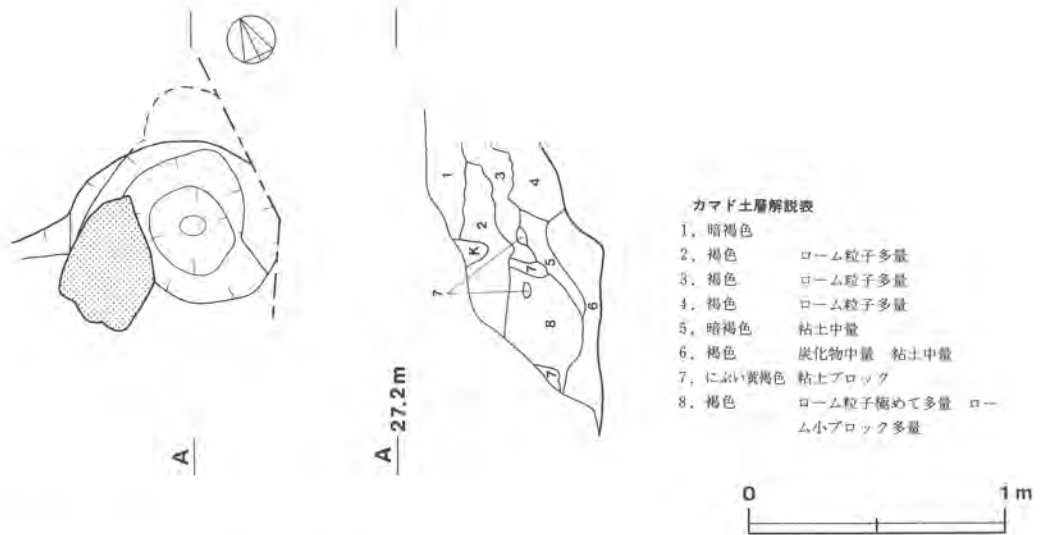 1
2
3
4
K
7
5
7
8
6
7
A
A 27.2m
カマド土層解説表
1, 暗褐色
2, 褐色 ローム粒子多量
3, 褐色 ローム粒子多量
4, 褐色 ローム粒子多量
5, 暗褐色 粘土中量
6, 褐色 炭化物中量 粘土中量
7, にぶい黄褐色 粘土ブロック
8, 褐色 ローム粒子極めて多量 ロー
ム小ブロック多量
0 1m